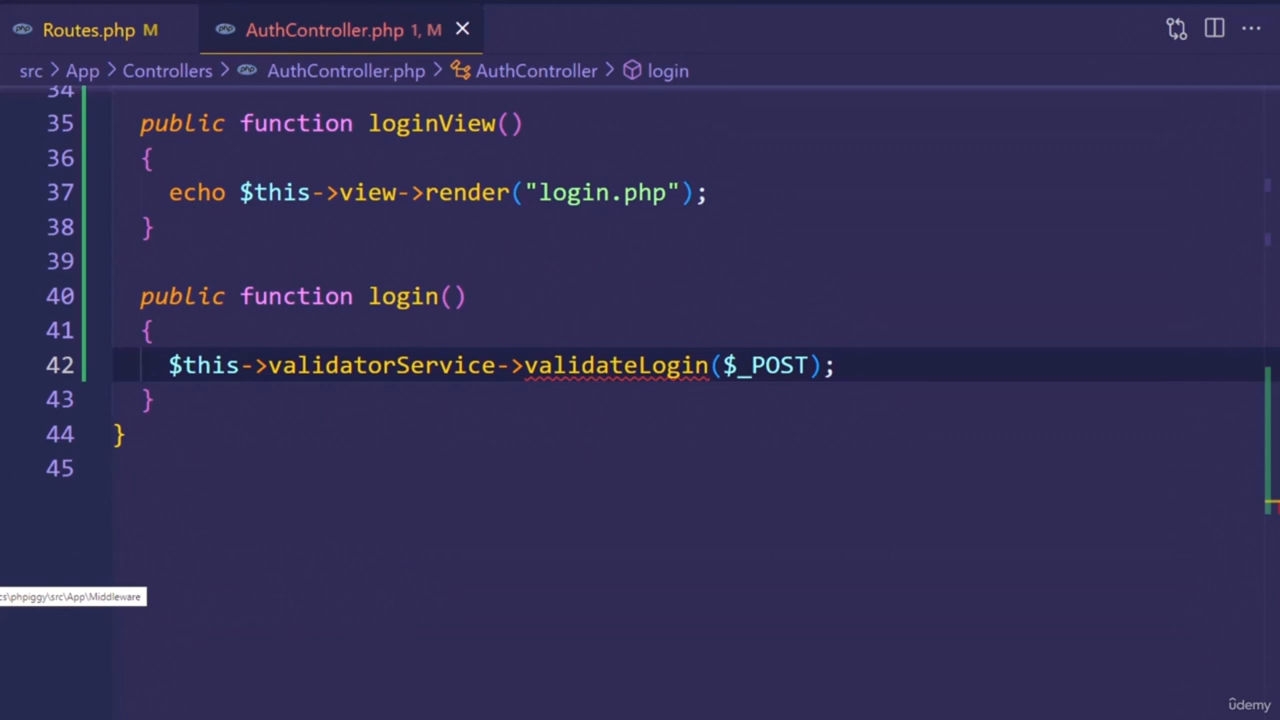 Routes.php M
AuthController.php 1, M
src > App > Controllers > AuthController.php > AuthController > login
34
35 public function loginView()
36 {
37 echo $this->view->render("login.php");
38 }
39
40 public function login()
41 {
42 $this->validatorService->validateLogin($_POST);
43 }
44 }
45
cs\phpiggy\src\App\Middleware
ûdemy